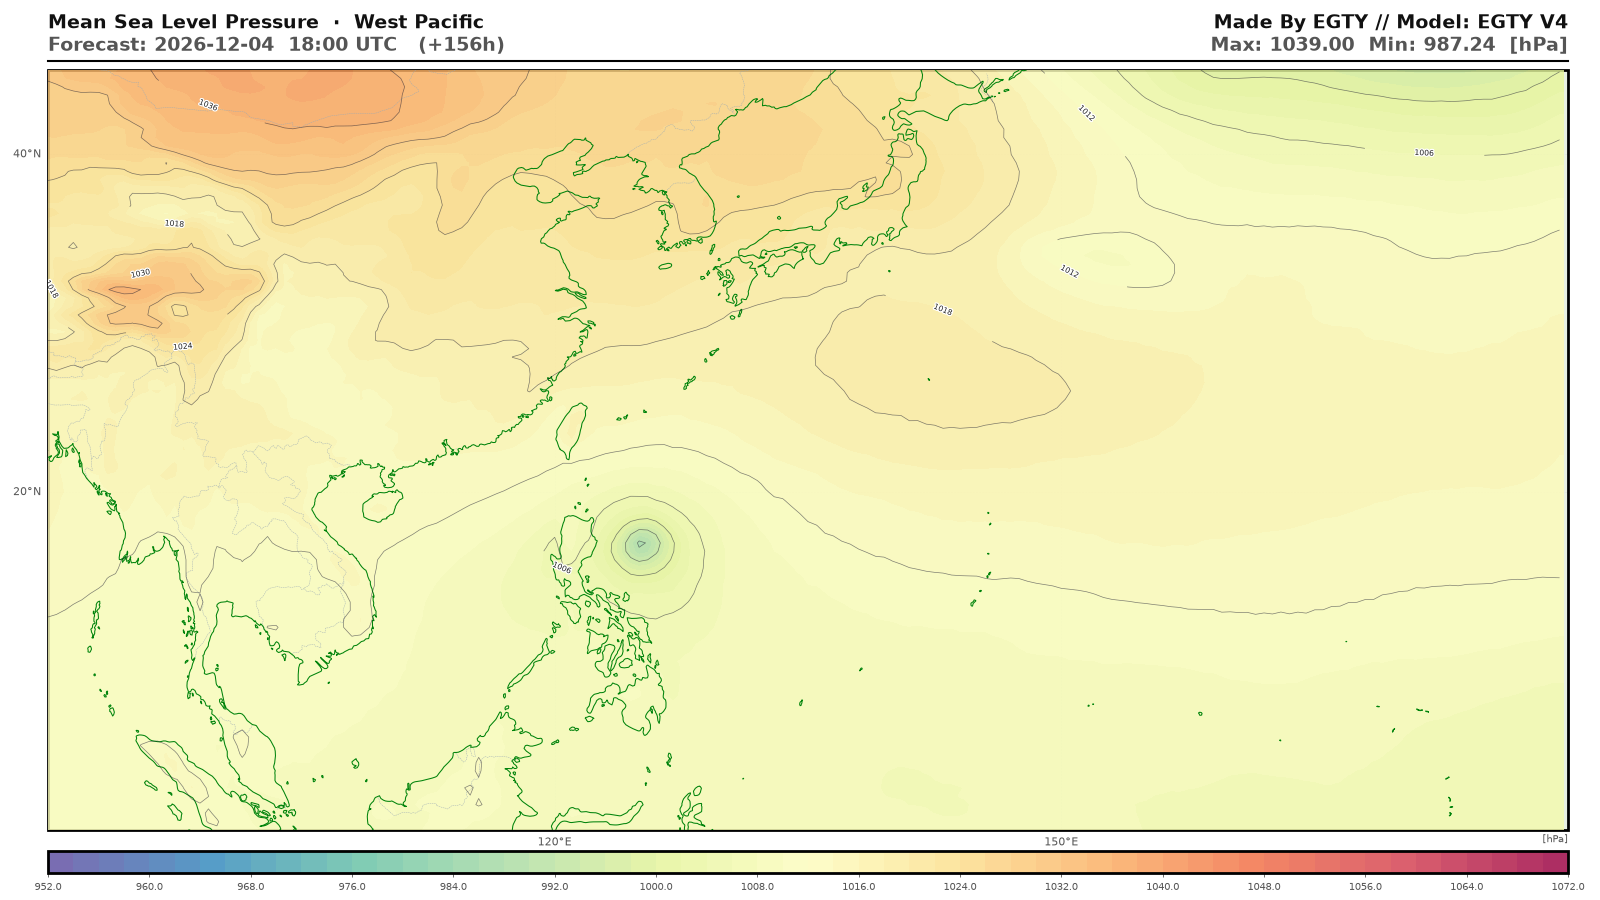 Mean Sea Level Pressure · West Pacific
Made By EGTY // Model: EGTY V4
Forecast: 2026-12-04 18:00 UTC (+156h)
Max: 1039.00 Min: 987.24 [hPa]
1036
1012
40°N
1006
1018
1030
1012
1018
1018
1024
20°N
1006
120°E
150°E
[hPa]
952.0
960.0
968.0
976.0
984.0
992.0
1000.0
1008.0
1016.0
1024.0
1032.0
1040.0
1048.0
1056.0
1064.0
1072.0